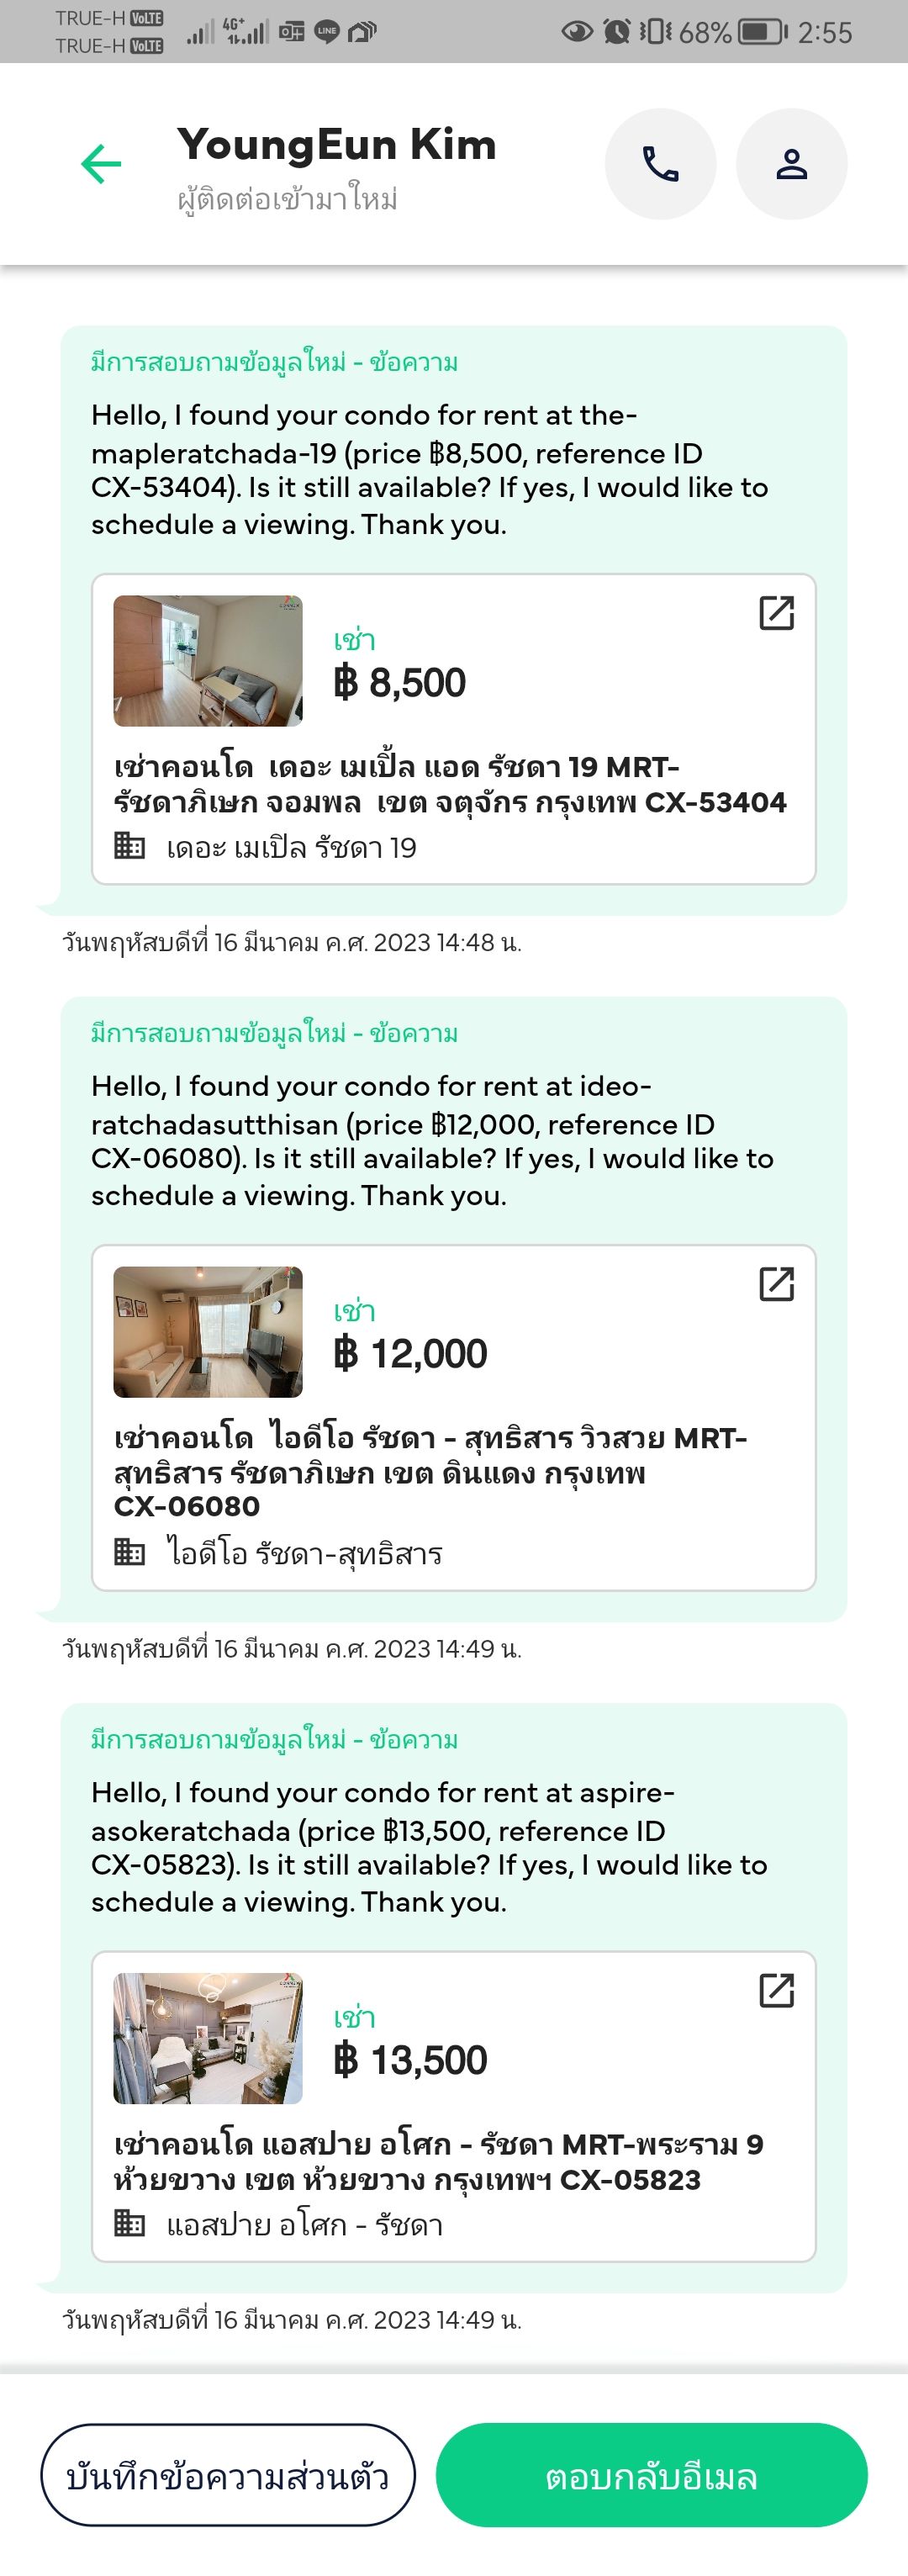 TRUE-H VoLTE
TRUE-H VoLTE
4G+
LINE
68%
2:55
YoungEun Kim
ผู้ติดต่อเข้ามาใหม่
มีการสอบถามข้อมูลใหม่ - ข้อความ
Hello, I found your condo for rent at the-
mapleratchada-19 (price ฿8,500, reference ID
CX-53404). Is it still available? If yes, I would like to
schedule a viewing. Thank you.
เช่า
฿ 8,500
เช่าคอนโด เดอะ เมเปิ้ล แอด รัชดา 19 MRT-
รัชดาภิเษก จอมพล เขต จตุจักร กรุงเทพ CX-53404
เดอะ เมเปิล รัชดา 19
วันพฤหัสบดีที่ 16 มีนาคม ค.ศ. 2023 14:48 น.
มีการสอบถามข้อมูลใหม่ - ข้อความ
Hello, I found your condo for rent at ideo-
ratchadasutthisan (price ฿12,000, reference ID
CX-06080). Is it still available? If yes, I would like to
schedule a viewing. Thank you.
เช่า
฿ 12,000
เช่าคอนโด ไอดีโอ รัชดา - สุทธิสาร วิวสวย MRT-
สุทธิสาร รัชดาภิเษก เขต ดินแดง กรุงเทพ
CX-06080
ไอดีโอ รัชดา-สุทธิสาร
วันพฤหัสบดีที่ 16 มีนาคม ค.ศ. 2023 14:49 น.
มีการสอบถามข้อมูลใหม่ - ข้อความ
Hello, I found your condo for rent at aspire-
asokeratchada (price ฿13,500, reference ID
CX-05823). Is it still available? If yes, I would like to
schedule a viewing. Thank you.
เช่า
฿ 13,500
เช่าคอนโด แอสปาย อโศก - รัชดา MRT-พระราม 9
ห้วยขวาง เขต ห้วยขวาง กรุงเทพฯ CX-05823
แอสปาย อโศก - รัชดา
วันพฤหัสบดีที่ 16 มีนาคม ค.ศ. 2023 14:49 น.
บันทึกข้อความส่วนตัว
ตอบกลับอีเมล